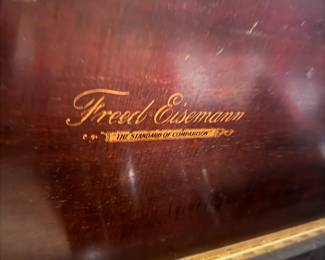 Freed-Eisemann
THE STANDARD OF COMPARISON